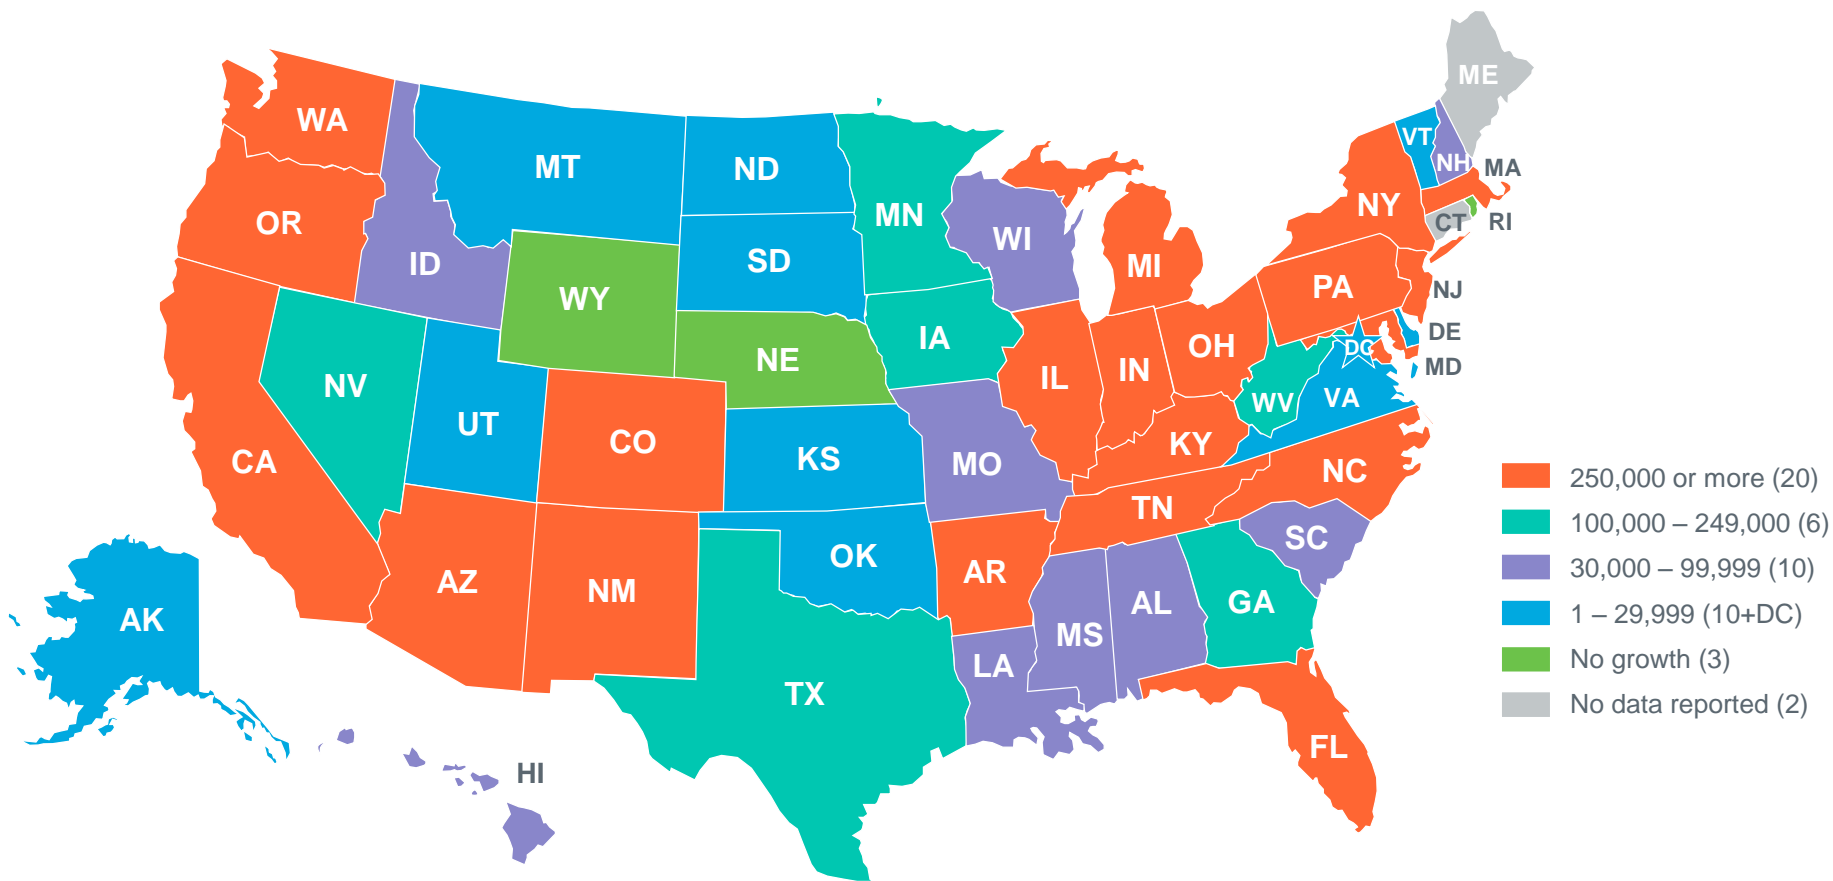 ME
WA
VT
NH
MA
MT
ND
NY
MN
OR
CT
RI
WI
ID
SD
MI
PA
NJ
WY
DE
IA
OH
DC
NE
MD
IN
IL
NV
VA
WV
UT
CO
KY
KS
CA
MO
NC
250,000 or more (20)
TN
100,000 – 249,000 (6)
SC
OK
30,000 – 99,999 (10)
AR
AZ
NM
GA
AL
AK
1 – 29,999 (10+DC)
MS
No growth (3)
LA
TX
No data reported (2)
FL
HI